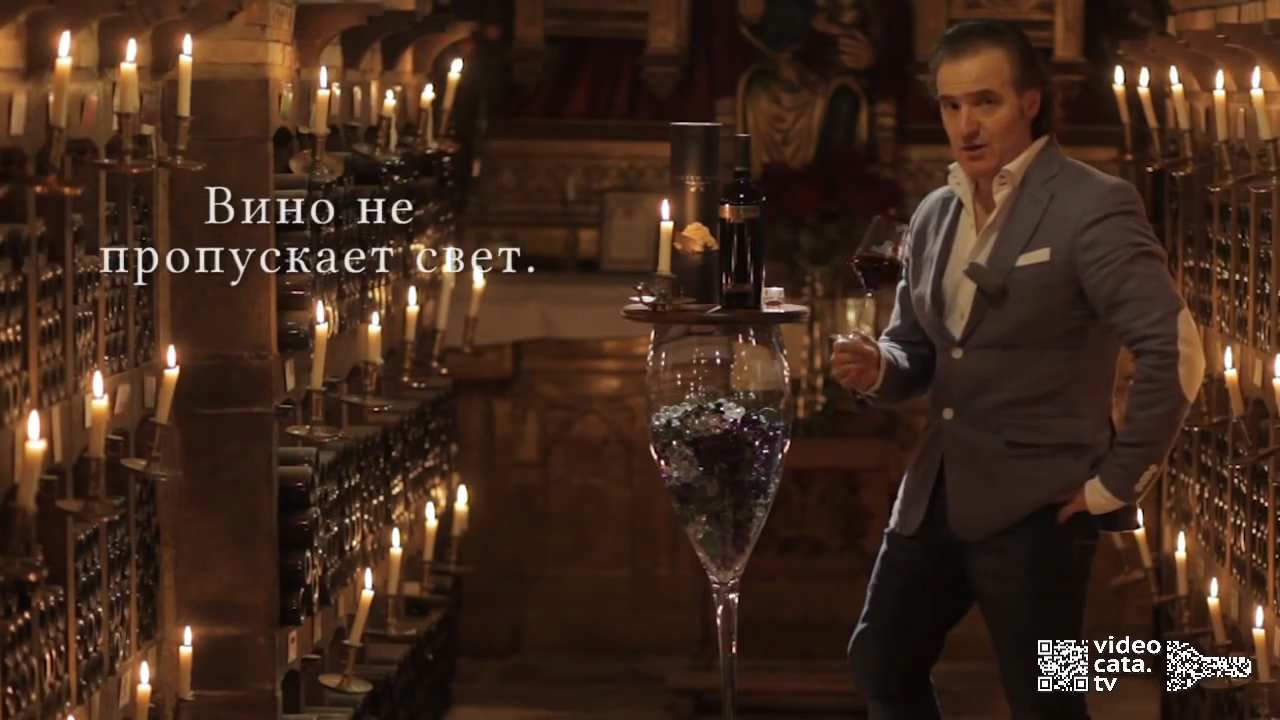 Вино не
пропускает свет.
video
cata.
tv